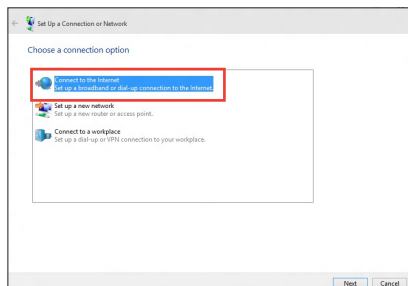 Set Up a Connection or Network
Choose a connection option
Connect to the Internet
Set up a broadband or dial-up connection to the Internet.
Set up a new network
Set up a new router or access point.
Connect to a workplace
Set up a dial-up or VPN connection to your workplace.
Next Cancel